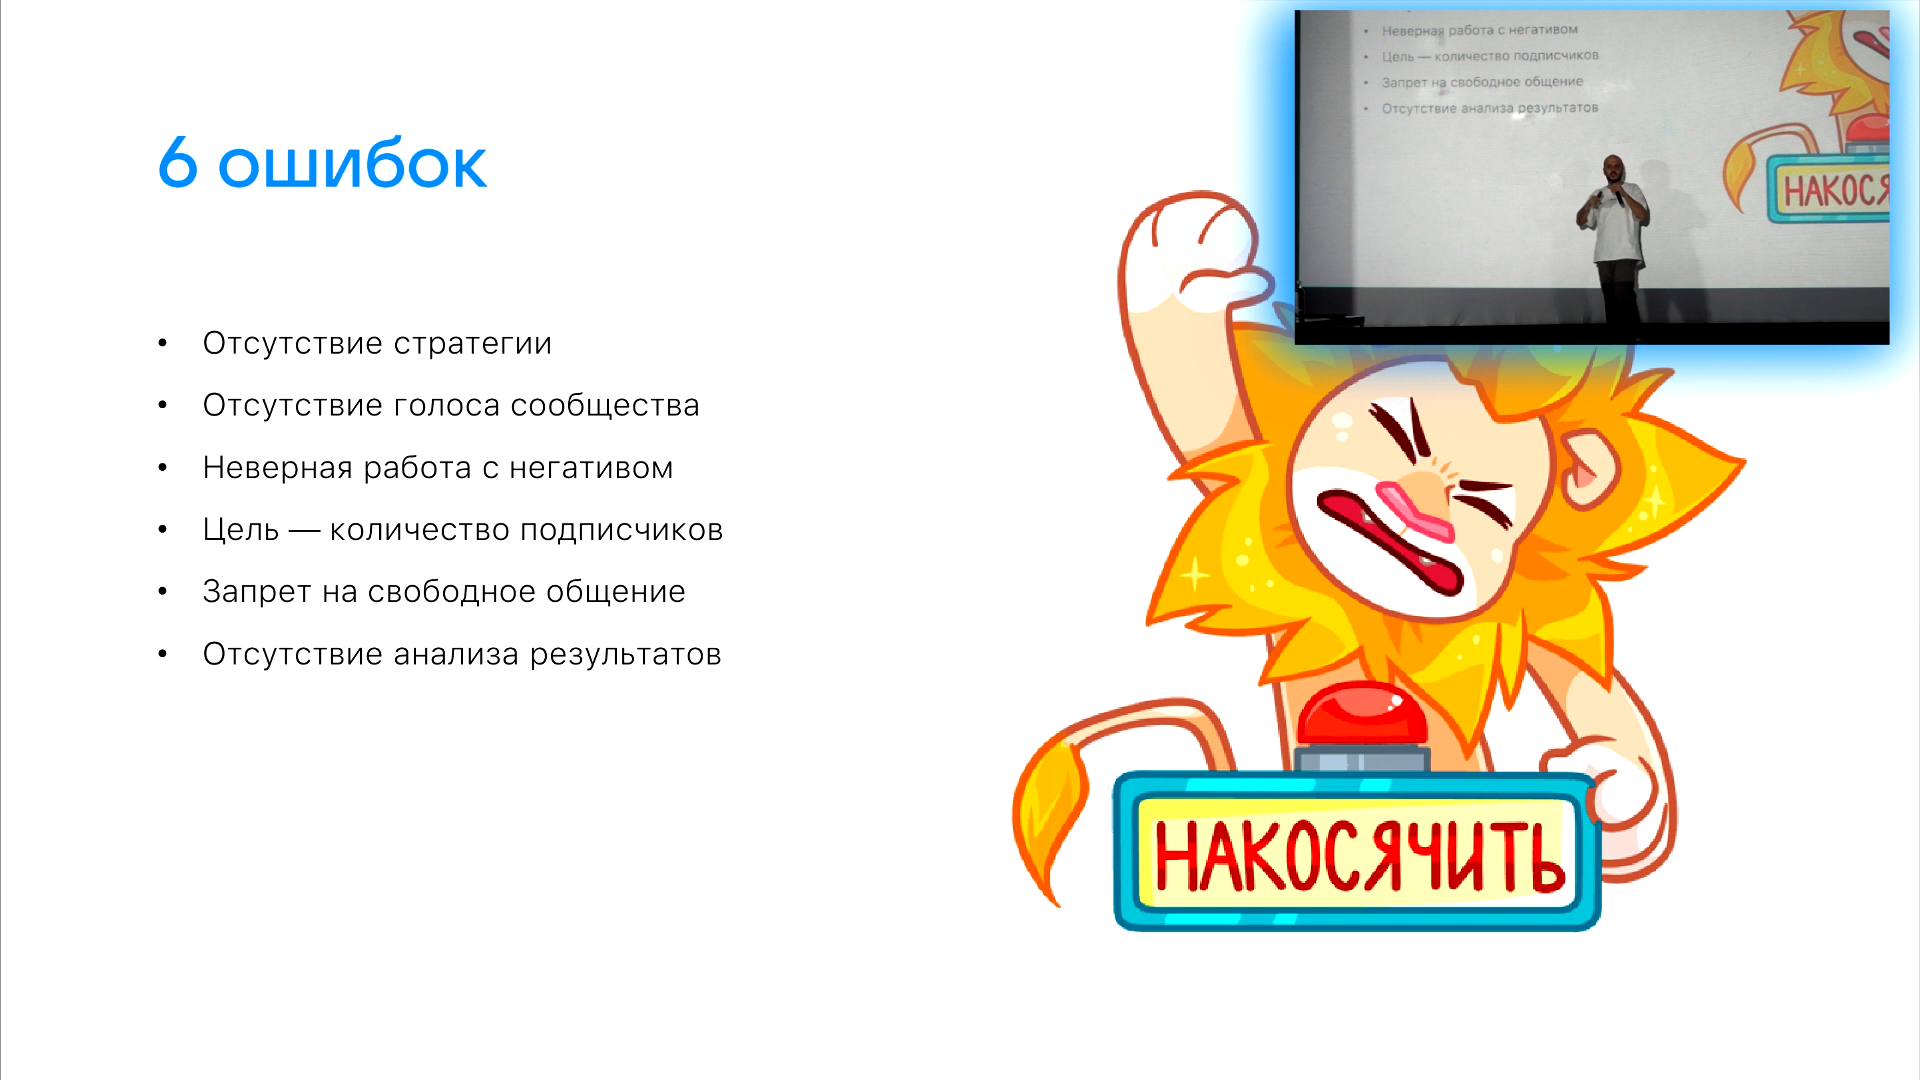 6 ошибок
• Отсутствие стратегии
• Отсутствие голоса сообщества
• Неверная работа с негативом
• Цель — количество подписчиков
• Запрет на свободное общение
• Отсутствие анализа результатов
• Неверная работа с негативом
• Цель — количество подписчиков
• Запрет на свободное общение
• Отсутствие анализа результатов
НАКОСЯ
НАКОСЯЧИТЬ